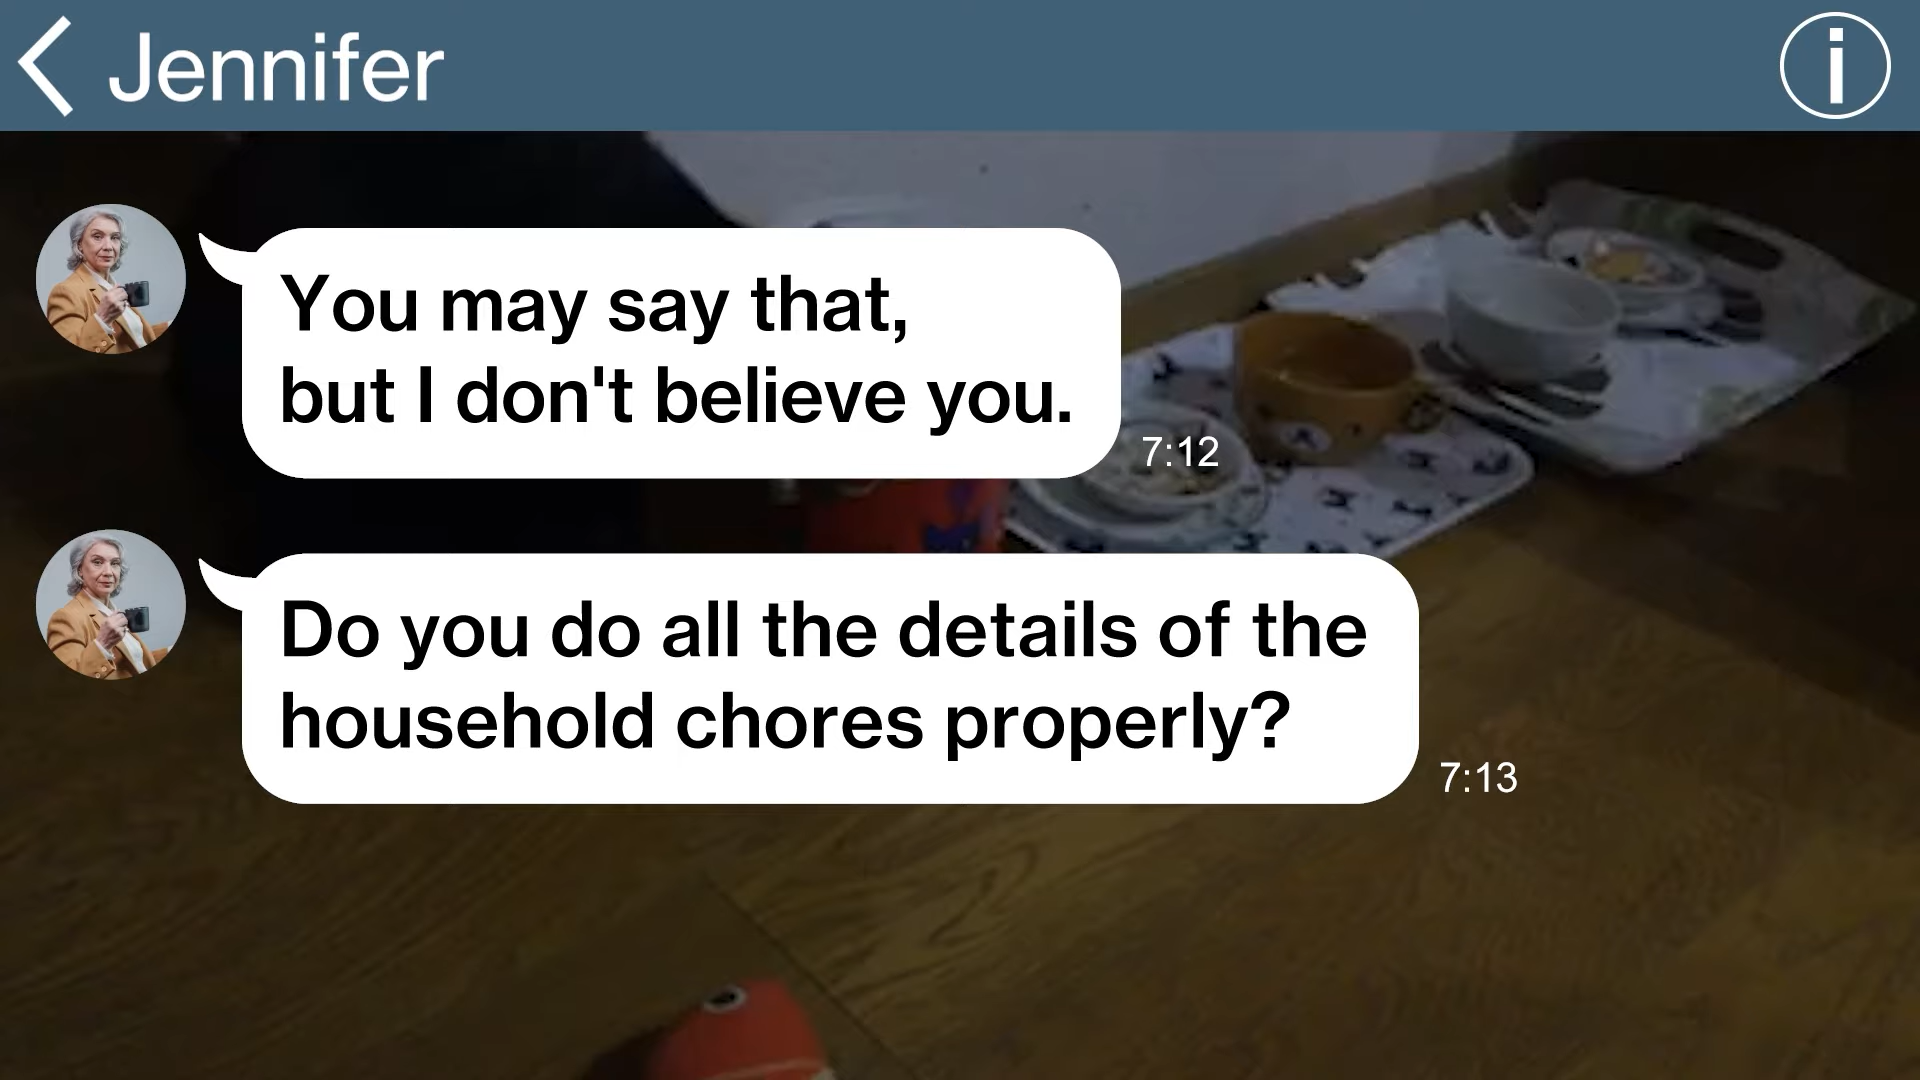 Jennifer
You may say that,
but I don't believe you.
7:12
Do you do all the details of the
household chores properly?
7:13